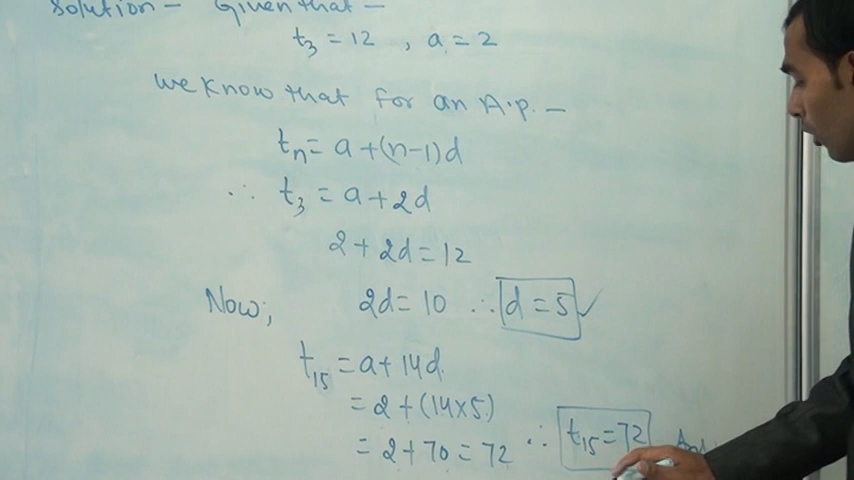 Solution - Given that -
t₃ = 12 , a = 2
We know that for an A.P. -
tₙ = a + (n-1)d
∴ t₃ = a + 2d
2 + 2d = 12
Now; 2d = 10 ∴ d = 5 ✓
t₁₅ = a + 14d
= 2 + (14×5)
= 2 + 70 = 72 ∴ t₁₅ = 72